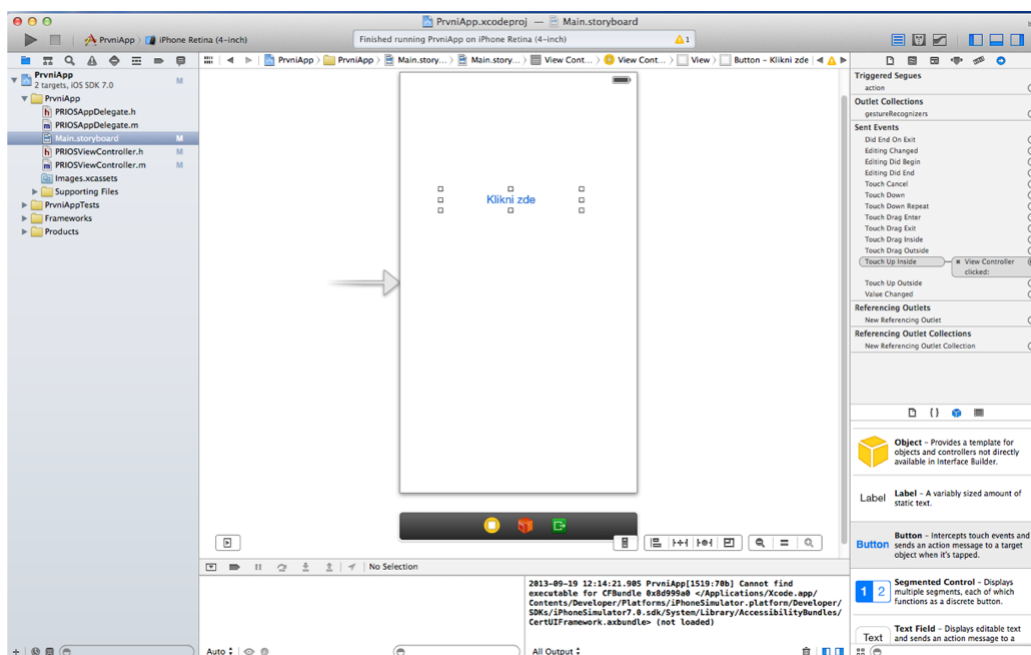 PrvniApp.xcodeproj — Main.storyboard
PrvniApp iPhone Retina (4-inch)
Finished running PrvniApp on iPhone Retina (4-inch)
1
PrvniApp PrvniApp Main.story... Main.story... View Cont... View Cont... View Button - Klikni zde
PrvniApp
M
2 targets, iOS SDK 7.0
PrvniApp
PRIOSAppDelegate.h
PRIOSAppDelegate.m
Main.storyboard M
PRIOSViewController.h M
PRIOSViewController.m M
Images.xcassets
Supporting Files
PrvniAppTests
Frameworks
Products
Klikni zde
Triggered Segues
action
Outlet Collections
gestureRecognizers
Sent Events
Did End On Exit
Editing Changed
Editing Did Begin
Editing Did End
Touch Cancel
Touch Down
Touch Down Repeat
Touch Drag Enter
Touch Drag Exit
Touch Drag Inside
Touch Drag Outside
Touch Up Inside View Controller
clicked:
Touch Up Outside
Value Changed
Referencing Outlets
New Referencing Outlet
Referencing Outlet Collections
New Referencing Outlet Collection
Object – Provides a template for
objects and controllers not directly
available in Interface Builder.
Label
Label – A variably sized amount of
static text.
Button
Button – Intercepts touch events and
sends an action message to a target
object when it's tapped.
1 2
Segmented Control – Displays
multiple segments, each of which
functions as a discrete button.
Text
Text Field – Displays editable text
and sends an action message to a
No Selection
2013-09-19 12:14:21.905 PrvniApp[1519:70b] Cannot find
executable for CFBundle 0x8d999a0 </Applications/Xcode.app/
Contents/Developer/Platforms/iPhoneSimulator.platform/Developer/
SDKs/iPhoneSimulator7.0.sdk/System/Library/AccessibilityBundles/
CertUIFramework.axbundle> (not loaded)
Auto
All Output